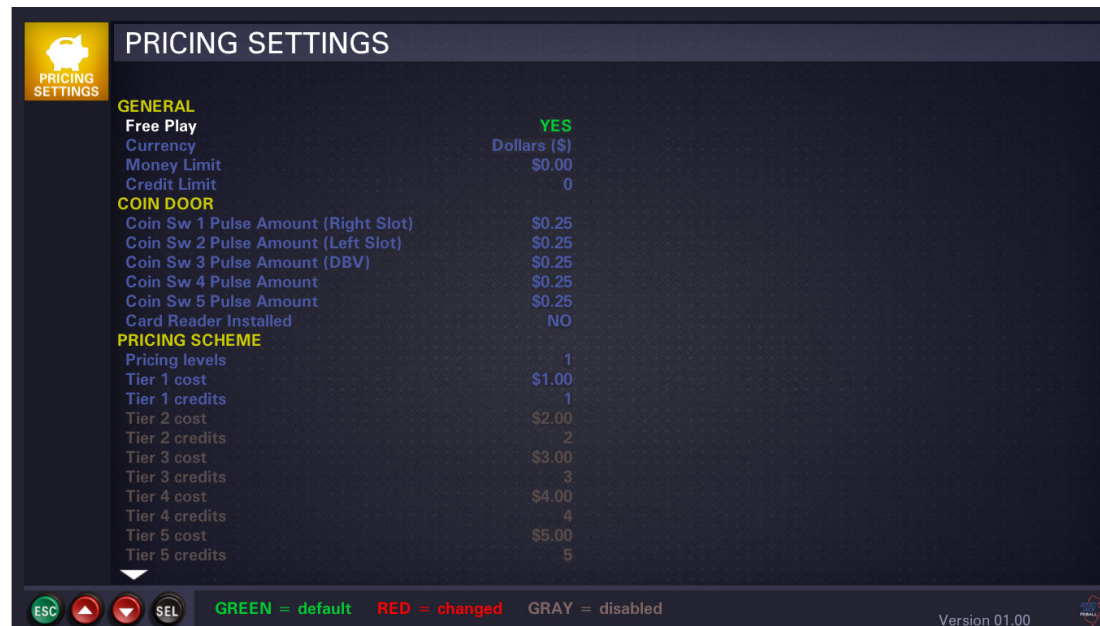 PRICING SETTINGS
PRICING
SETTINGS
GENERAL
Free Play YES
Currency Dollars ($)
Money Limit $0.00
Credit Limit 0
COIN DOOR
Coin Sw 1 Pulse Amount (Right Slot) $0.25
Coin Sw 2 Pulse Amount (Left Slot) $0.25
Coin Sw 3 Pulse Amount (DBV) $0.25
Coin Sw 4 Pulse Amount $0.25
Coin Sw 5 Pulse Amount $0.25
Card Reader Installed NO
PRICING SCHEME
Pricing levels 1
Tier 1 cost $1.00
Tier 1 credits 1
Tier 2 cost $2.00
Tier 2 credits 2
Tier 3 cost $3.00
Tier 3 credits 3
Tier 4 cost $4.00
Tier 4 credits 4
Tier 5 cost $5.00
Tier 5 credits 5
ESC SEL GREEN = default RED = changed GRAY = disabled
Version 01.00